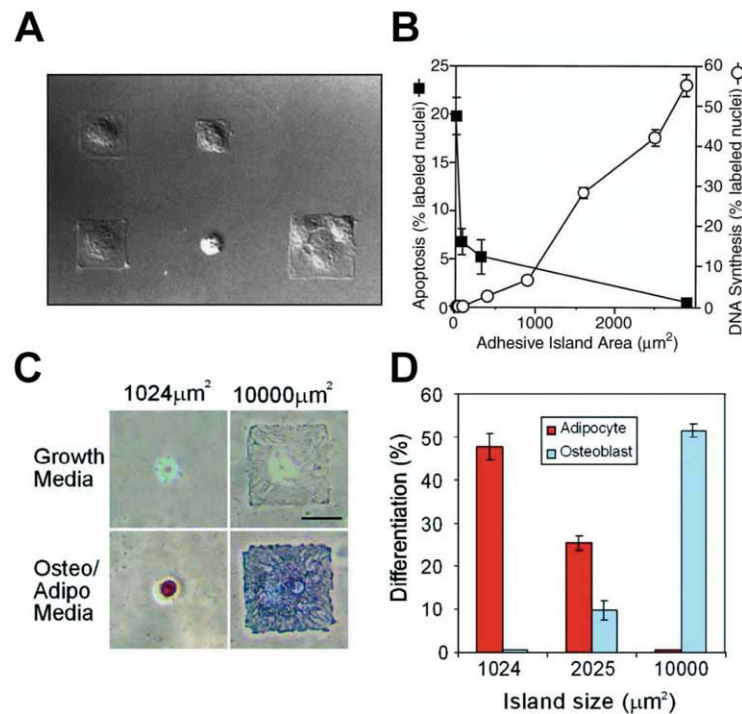 A
B
25
20
15
10
5
0
Apoptosis (% labeled nuclei)
60
50
40
30
20
10
0
DNA Synthesis (% labeled nuclei)
0 1000 2000
Adhesive Island Area (μm²)
C
1024μm² 10000μm²
Growth
Media
Osteo/
Adipo
Media
D
60
50
40
30
20
10
0
Differentiation (%)
Adipocyte
Osteoblast
1024 2025 10000
Island size (μm²)